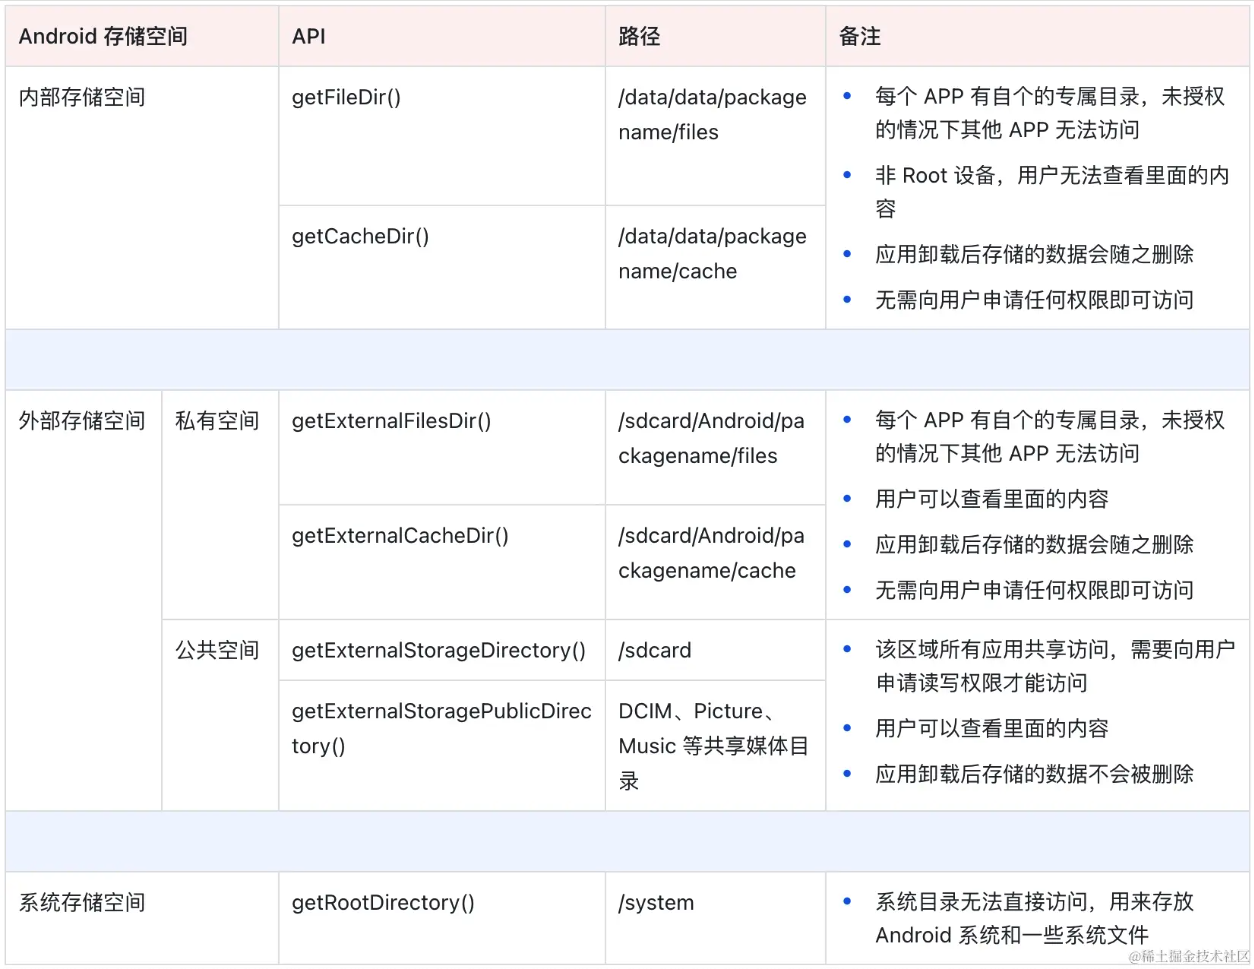 Android 存储空间
API
路径
备注
内部存储空间
getFileDir()
/data/data/package
name/files
getCacheDir()
/data/data/package
name/cache
每个 APP 有自个的专属目录，未授权
的情况下其他 APP 无法访问
非 Root 设备，用户无法查看里面的内
容
应用卸载后存储的数据会随之删除
无需向用户申请任何权限即可访问
外部存储空间
私有空间
getExternalFilesDir()
/sdcard/Android/pa
ckagename/files
getExternalCacheDir()
/sdcard/Android/pa
ckagename/cache
每个 APP 有自个的专属目录，未授权
的情况下其他 APP 无法访问
用户可以查看里面的内容
应用卸载后存储的数据会随之删除
无需向用户申请任何权限即可访问
公共空间
getExternalStorageDirectory()
/sdcard
getExternalStoragePublicDirec
tory()
DCIM、Picture、
Music 等共享媒体目
录
该区域所有应用共享访问，需要向用户
申请读写权限才能访问
用户可以查看里面的内容
应用卸载后存储的数据不会被删除
系统存储空间
getRootDirectory()
/system
系统目录无法直接访问，用来存放
Android 系统和一些系统文件
@稀土掘金技术社区